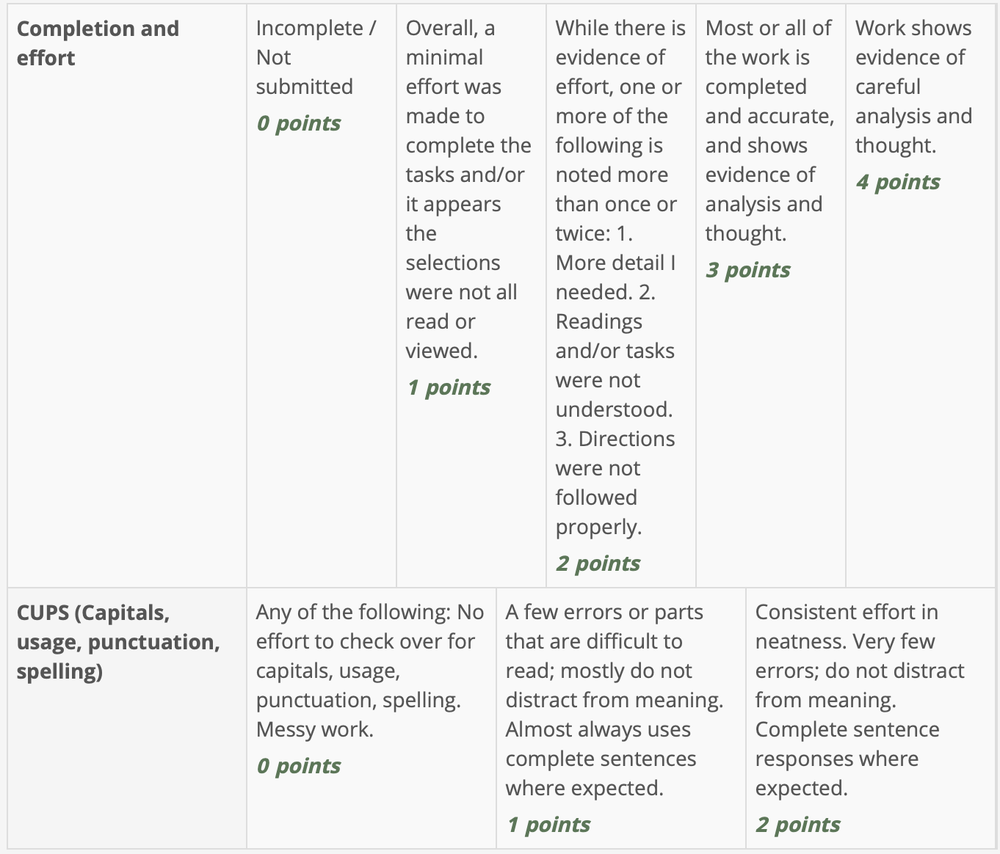 Completion and
effort
Incomplete /
Not
submitted
0 points
Overall, a
minimal
effort was
made to
complete the
tasks and/or
it appears
the
selections
were not all
read or
viewed.
1 points
While there is
evidence of
effort, one or
more of the
following is
noted more
than once or
twice: 1.
More detail I
needed. 2.
Readings
and/or tasks
were not
understood.
3. Directions
were not
followed
properly.
2 points
Most or all of
the work is
completed
and accurate,
and shows
evidence of
analysis and
thought.
3 points
Work shows
evidence of
careful
analysis and
thought.
4 points
CUPS (Capitals,
usage, punctuation,
spelling)
Any of the following: No
effort to check over for
capitals, usage,
punctuation, spelling.
Messy work.
0 points
A few errors or parts
that are difficult to
read; mostly do not
distract from meaning.
Almost always uses
complete sentences
where expected.
1 points
Consistent effort in
neatness. Very few
errors; do not distract
from meaning.
Complete sentence
responses where
expected.
2 points